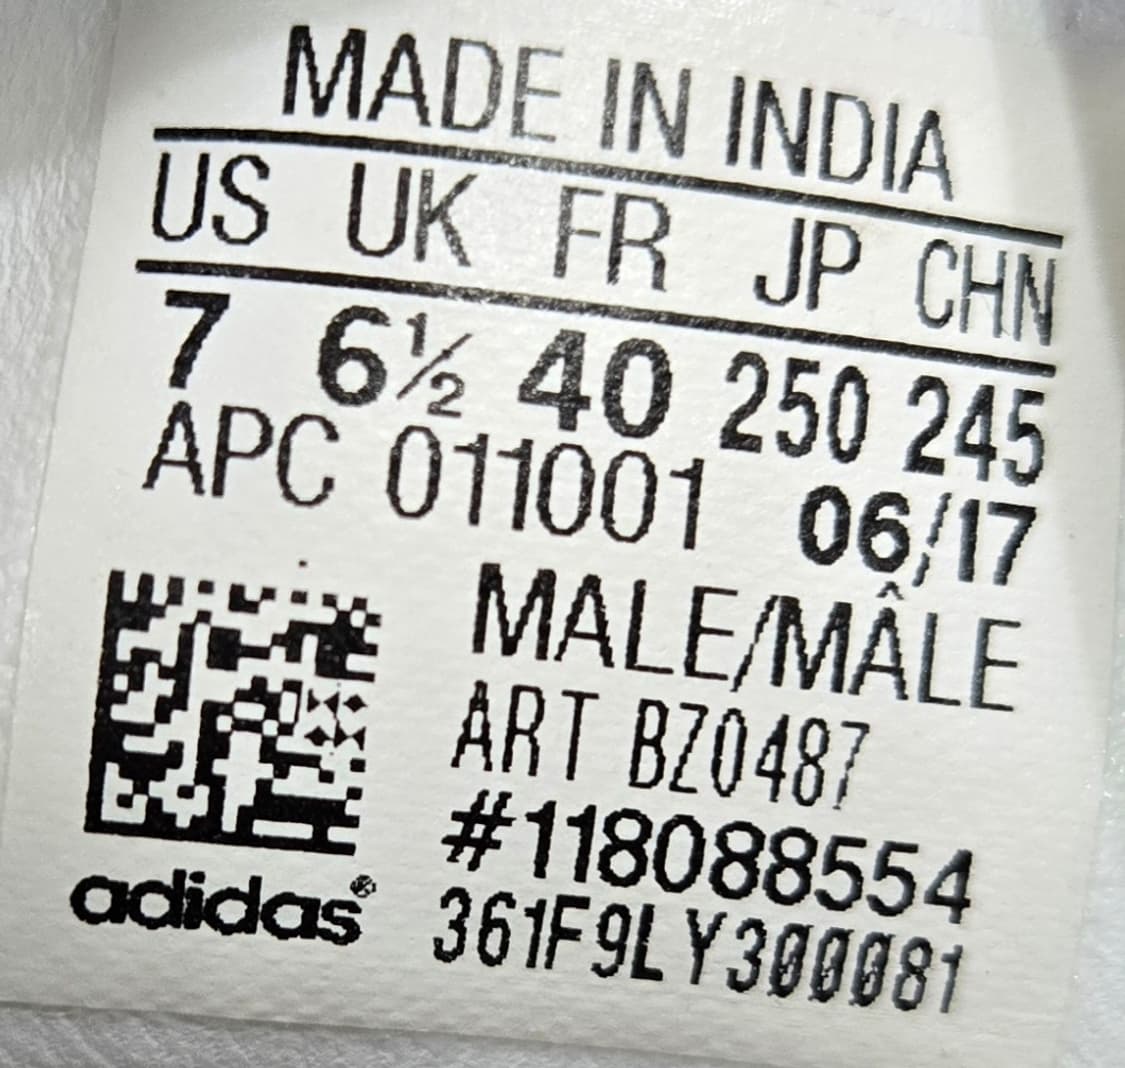 MADE IN INDIA
US UK FR JP CHN
7 6½ 40 250 245
APC 011001 06/17
MALE/MÂLE
ART BZ0487
#118088554
adidas®
361F9LY300081